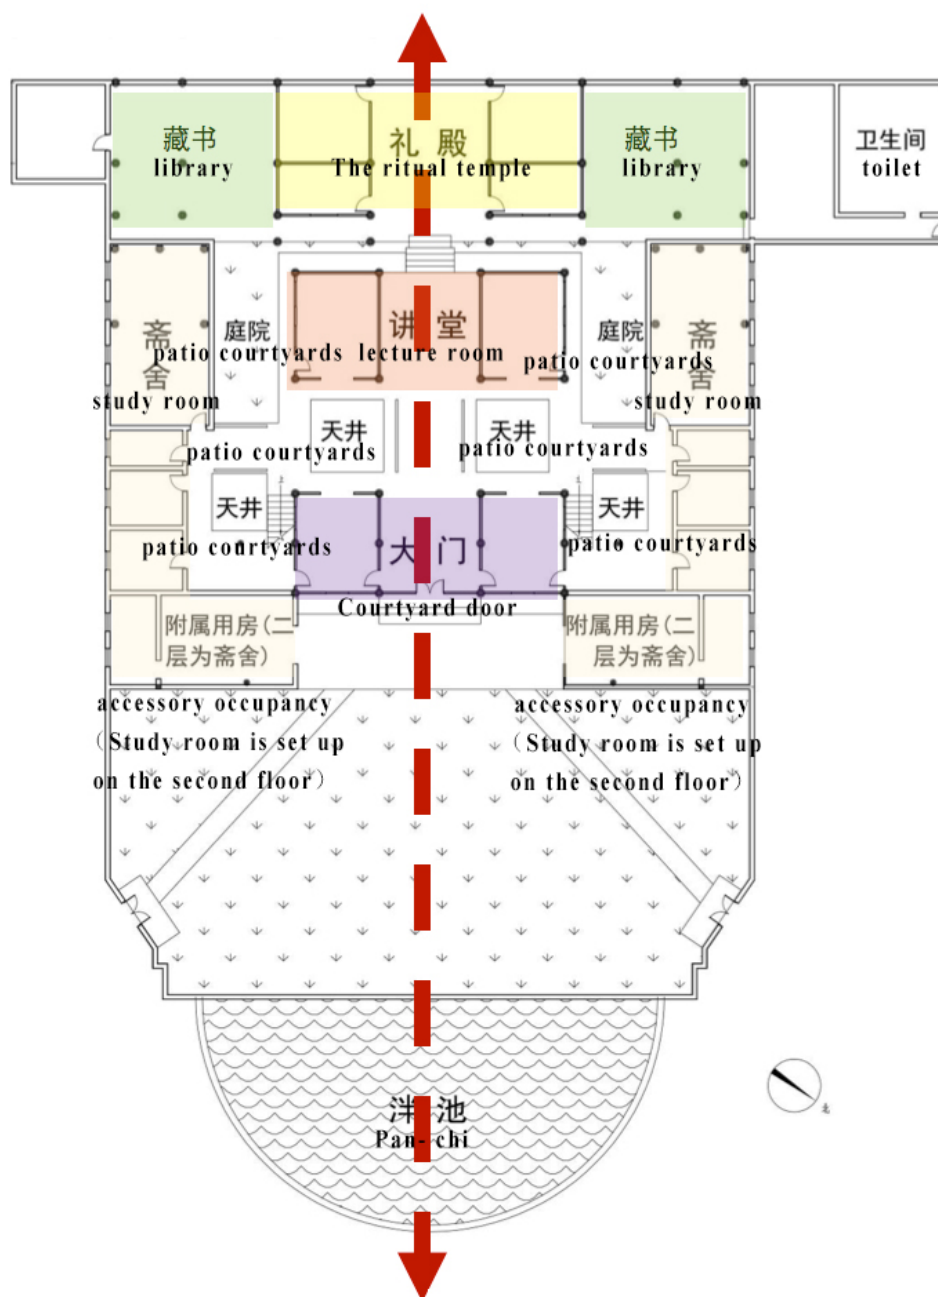 藏书
library
礼 殿
The ritual temple
藏书
library
卫生间
toilet
斋舍
study room
庭院
patio courtyards
讲 堂
lecture room
庭院
patio courtyards
斋舍
study room
天井
patio courtyards
天井
patio courtyards
天井
patio courtyards
上
大 门
Courtyard door
上
天井
patio courtyards
附属用房(二
层为斋舍)
accessory occupancy
（Study room is set up
on the second floor）
附属用房(二
层为斋舍)
accessory occupancy
（Study room is set up
on the second floor）
泮 池
Pan- chi
北